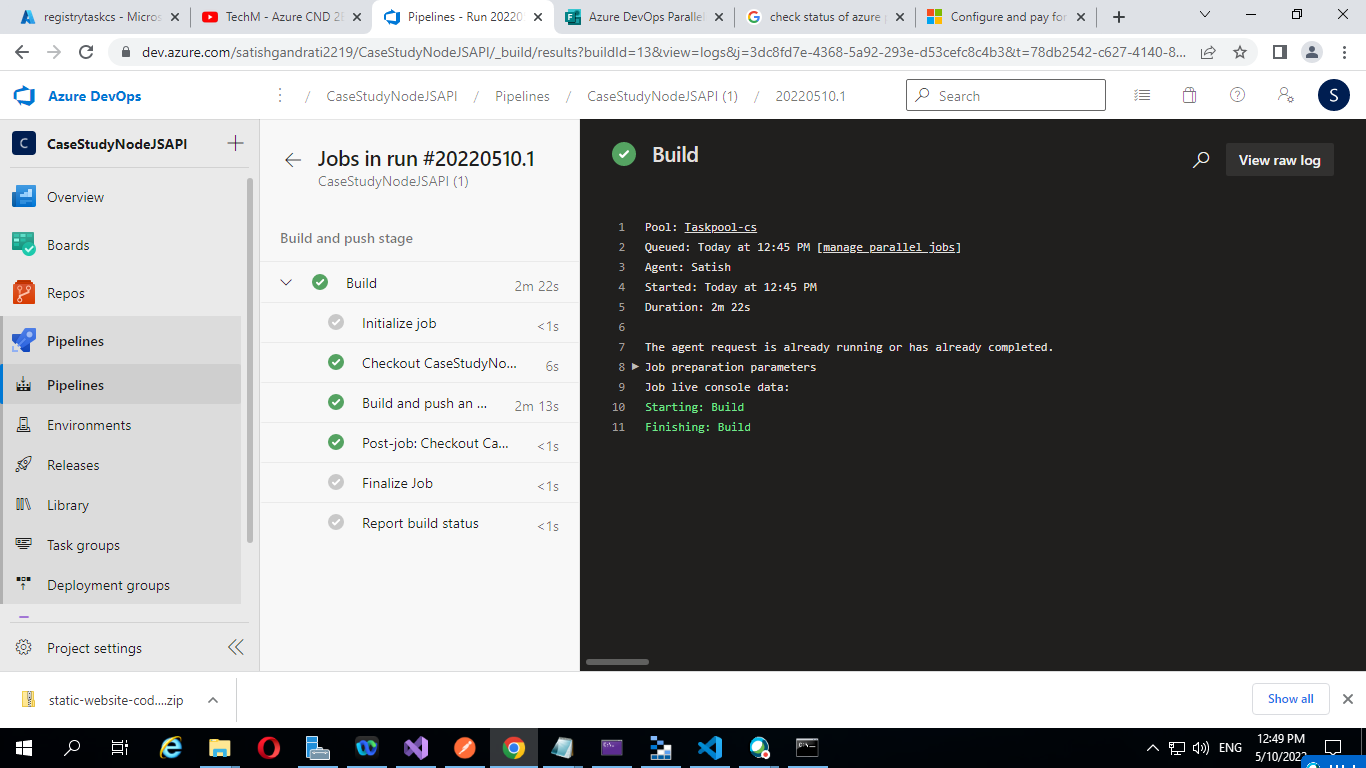 registrytaskcs - Micros
TechM - Azure CND 2E
Pipelines - Run 20220
Azure DevOps Parallel
check status of azure p
Configure and pay for
dev.azure.com/satishgandrati2219/CaseStudyNodeJSAPI/_build/results?buildId=13&view=logs&j=3dc8fd7e-4368-5a92-293e-d53cefc8c4b3&t=78db2542-c627-4140-8...
Azure DevOps
/ CaseStudyNodeJSAPI / Pipelines / CaseStudyNodeJSAPI (1) / 20220510.1
Search
S
C CaseStudyNodeJSAPI
Overview
Boards
Repos
Pipelines
Pipelines
Environments
Releases
Library
Task groups
Deployment groups
Project settings
Jobs in run #20220510.1
CaseStudyNodeJSAPI (1)
Build and push stage
Build 2m 22s
Initialize job <1s
Checkout CaseStudyNo... 6s
Build and push an ... 2m 13s
Post-job: Checkout Ca... <1s
Finalize Job <1s
Report build status <1s
Build
View raw log
1 Pool: Taskpool-cs
2 Queued: Today at 12:45 PM [manage parallel jobs]
3 Agent: Satish
4 Started: Today at 12:45 PM
5 Duration: 2m 22s
6
7 The agent request is already running or has already completed.
8 Job preparation parameters
9 Job live console data:
10 Starting: Build
11 Finishing: Build
static-website-cod....zip
Show all
ENG
12:49 PM
5/10/2022